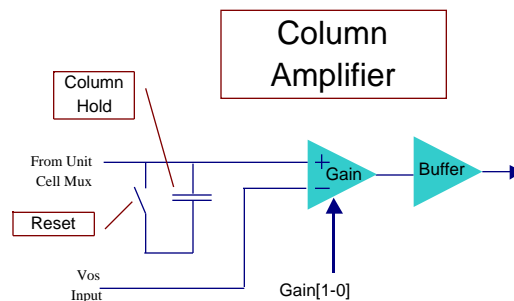 Column
Amplifier
Column
Hold
From Unit
Cell Mux
+
Gain
−
Buffer
Reset
Vos
Input
Gain[1-0]